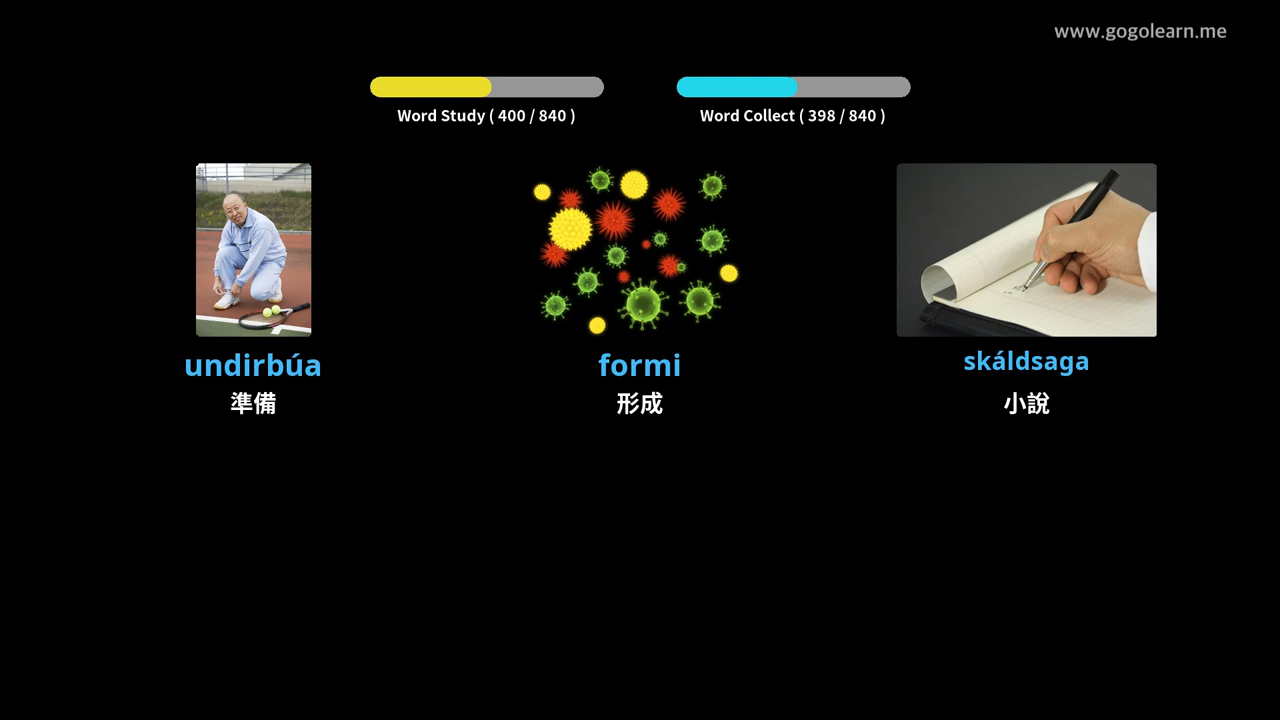 www.gogolearn.me
Word Study ( 400 / 840 )
Word Collect ( 398 / 840 )
undirbúa
準備
formi
形成
skáldsaga
小說